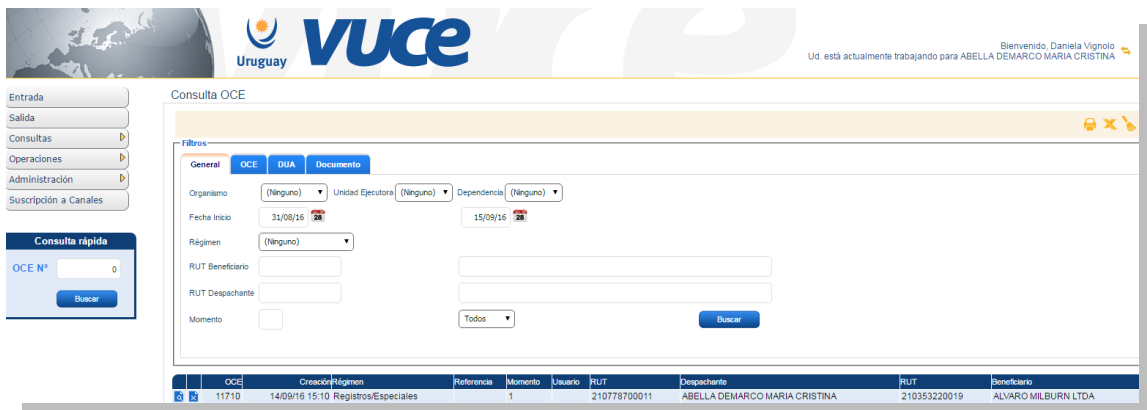 Uruguay
vuce
Bienvenido, Daniela Vignolo
Ud. está actualmente trabajando para ABELLA DEMARCO MARIA CRISTINA
Entrada
Salida
Consultas
Operaciones
Administración
Suscripción a Canales
Consulta rápida
OCE Nº 0
Buscar
Consulta OCE
Filtros
General OCE DUA Documento
Organismo (Ninguno) Unidad Ejecutora (Ninguno) Dependencia (Ninguno)
Fecha Inicio 31/08/16 28 15/09/16 28
Régimen (Ninguno)
RUT Beneficiario
RUT Despachante
Momento Todos Buscar
OCE Creación Régimen Referencia Momento Usuario RUT Despachante RUT Beneficiario
11710 14/09/16 15:10 Registros/Especiales 1 210778700011 ABELLA DEMARCO MARIA CRISTINA 210353220019 ALVARO MILBURN LTDA